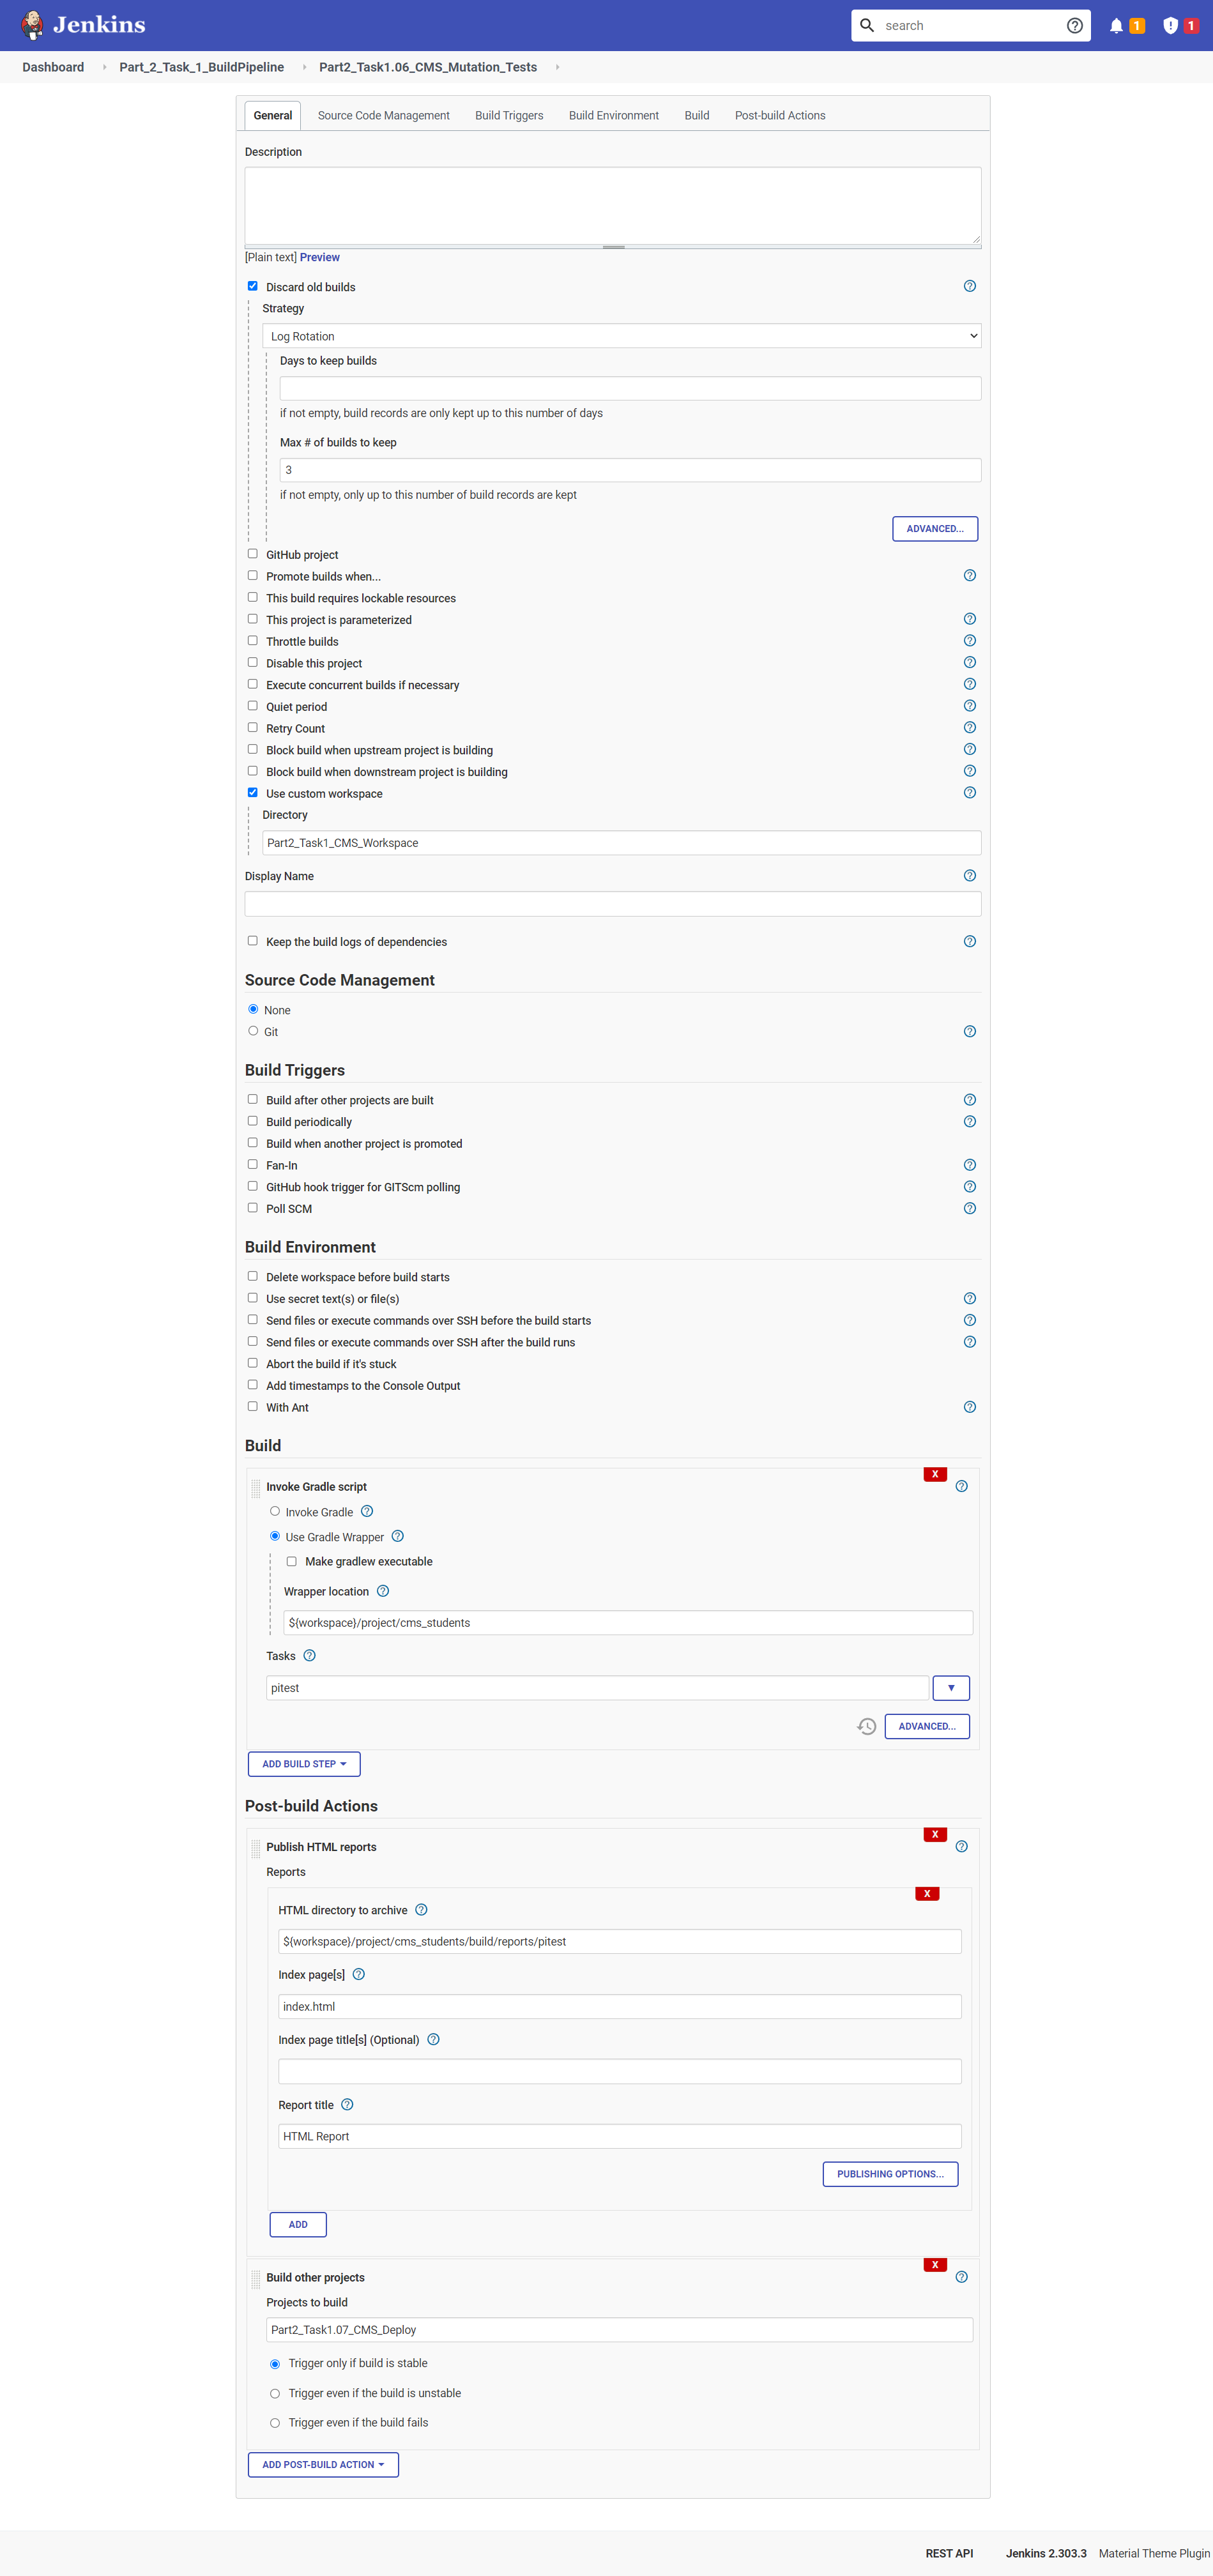 Jenkins
search
1
1
Dashboard
Part_2_Task_1_BuildPipeline
Part2_Task1.06_CMS_Mutation_Tests
General
Source Code Management
Build Triggers
Build Environment
Build
Post-build Actions
Description
[Plain text] Preview
Discard old builds
Strategy
Log Rotation
Days to keep builds
if not empty, build records are only kept up to this number of days
Max # of builds to keep
3
if not empty, only up to this number of build records are kept
ADVANCED...
GitHub project
Promote builds when...
This build requires lockable resources
This project is parameterized
Throttle builds
Disable this project
Execute concurrent builds if necessary
Quiet period
Retry Count
Block build when upstream project is building
Block build when downstream project is building
Use custom workspace
Directory
Part2_Task1_CMS_Workspace
Display Name
Keep the build logs of dependencies
Source Code Management
None
Git
Build Triggers
Build after other projects are built
Build periodically
Build when another project is promoted
Fan-In
GitHub hook trigger for GITScm polling
Poll SCM
Build Environment
Delete workspace before build starts
Use secret text(s) or file(s)
Send files or execute commands over SSH before the build starts
Send files or execute commands over SSH after the build runs
Abort the build if it's stuck
Add timestamps to the Console Output
With Ant
Build
X
Invoke Gradle script
Invoke Gradle
Use Gradle Wrapper
Make gradlew executable
Wrapper location
${workspace}/project/cms_students
Tasks
pitest
ADVANCED...
ADD BUILD STEP
Post-build Actions
X
Publish HTML reports
Reports
X
HTML directory to archive
${workspace}/project/cms_students/build/reports/pitest
Index page[s]
index.html
Index page title[s] (Optional)
Report title
HTML Report
PUBLISHING OPTIONS...
ADD
X
Build other projects
Projects to build
Part2_Task1.07_CMS_Deploy
Trigger only if build is stable
Trigger even if the build is unstable
Trigger even if the build fails
ADD POST-BUILD ACTION
REST API
Jenkins 2.303.3
Material Theme Plugin